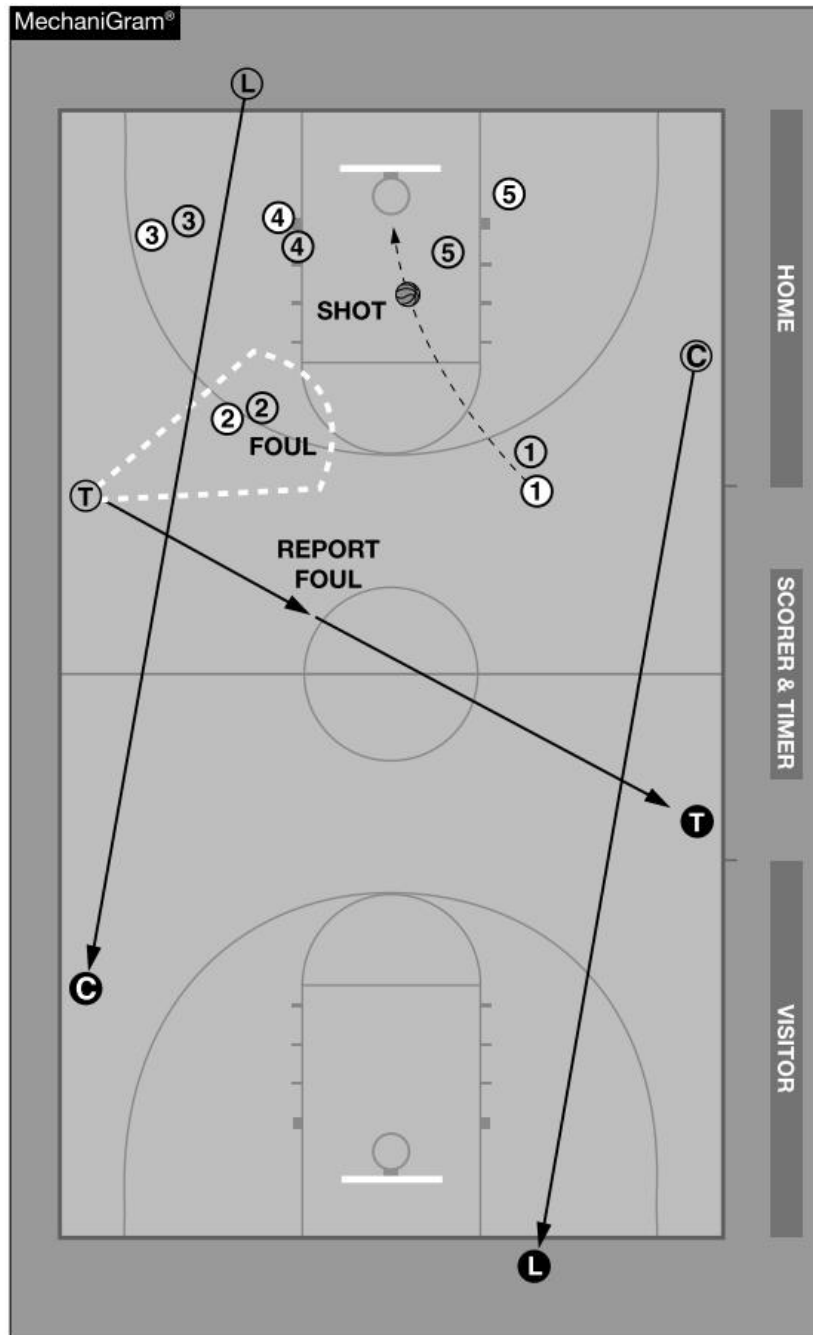 MechaniGram®
L
3
3
4
4
5
5
SHOT
C
2
2
FOUL
1
1
T
REPORT
FOUL
T
C
L
HOME
SCORER & TIMER
VISITOR